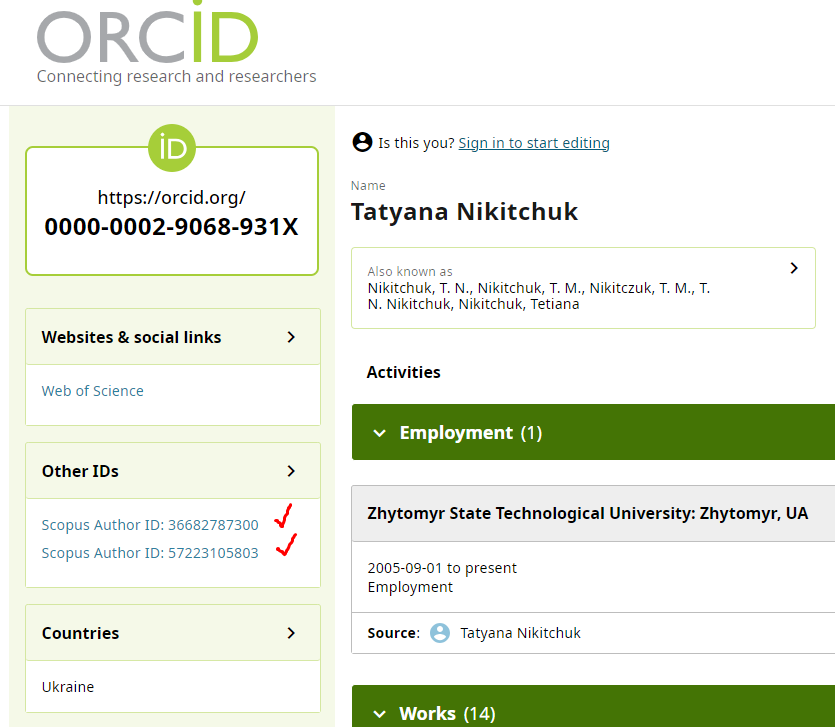 ORCID
Connecting research and researchers
iD
https://orcid.org/
0000-0002-9068-931X
Websites & social links
Web of Science
Other IDs
Scopus Author ID: 36682787300
Scopus Author ID: 57223105803
Countries
Ukraine
Is this you? Sign in to start editing
Name
Tatyana Nikitchuk
Also known as
Nikitchuk, T. N., Nikitchuk, T. M., Nikitczuk, T. M., T.
N. Nikitchuk, Nikitchuk, Tetiana
Activities
Employment (1)
Zhytomyr State Technological University: Zhytomyr, UA
2005-09-01 to present
Employment
Source: Tatyana Nikitchuk
Works (14)